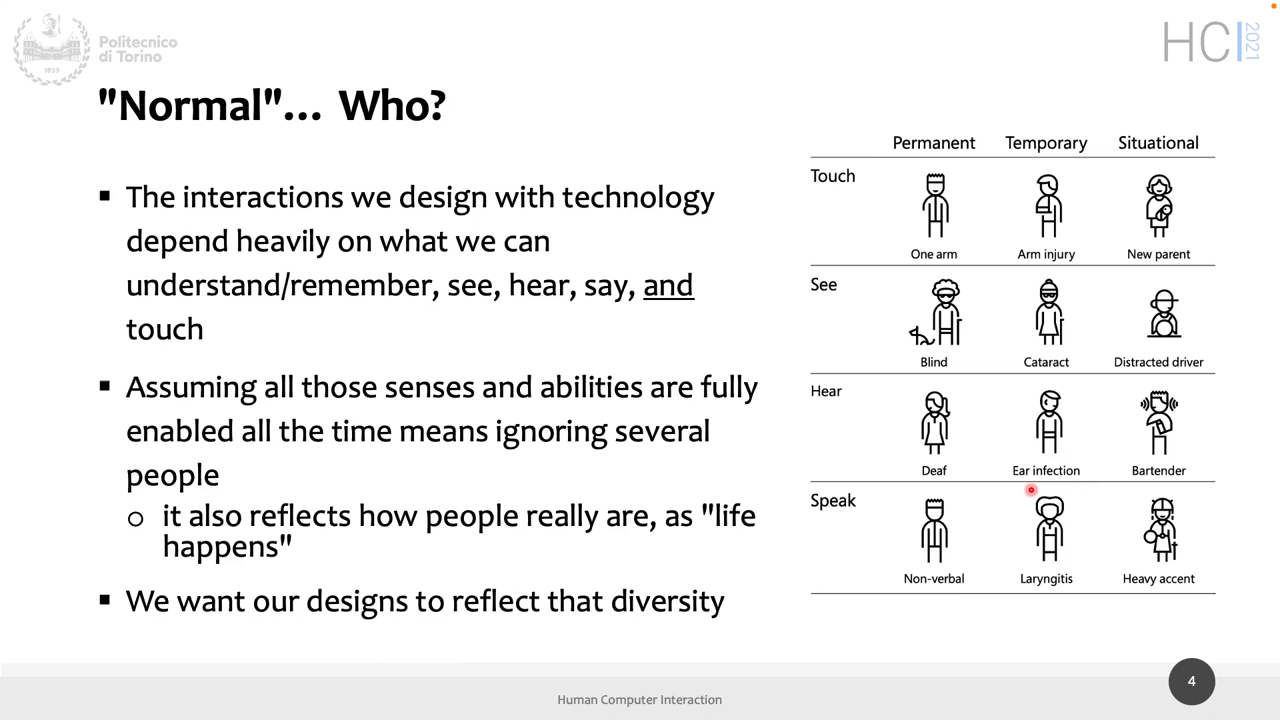 Politecnico
di Torino
1859
HCI
2021
"Normal"... Who?
▪ The interactions we design with technology
depend heavily on what we can
understand/remember, see, hear, say, and
touch
▪ Assuming all those senses and abilities are fully
enabled all the time means ignoring several
people
o it also reflects how people really are, as "life
happens"
▪ We want our designs to reflect that diversity
Permanent Temporary Situational
Touch
One arm Arm injury New parent
See
Blind Cataract Distracted driver
Hear
Deaf Ear infection Bartender
Speak
Non-verbal Laryngitis Heavy accent
Human Computer Interaction
4